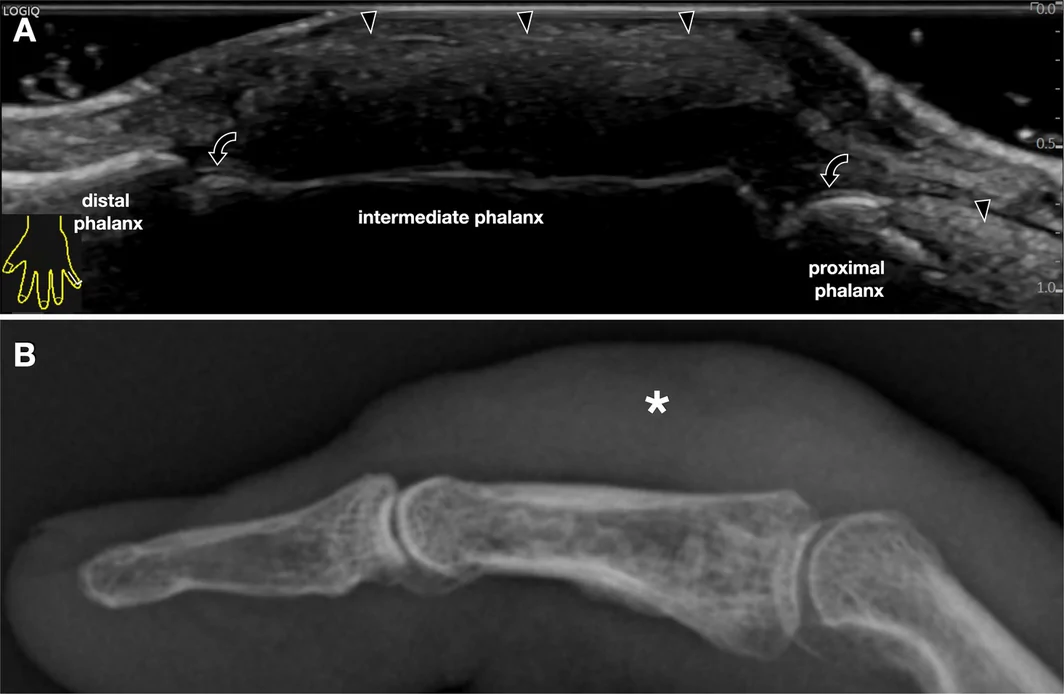 LOGIQ
A
0.0
0.5
distal
phalanx
intermediate phalanx
proximal
phalanx
1.0
B
*